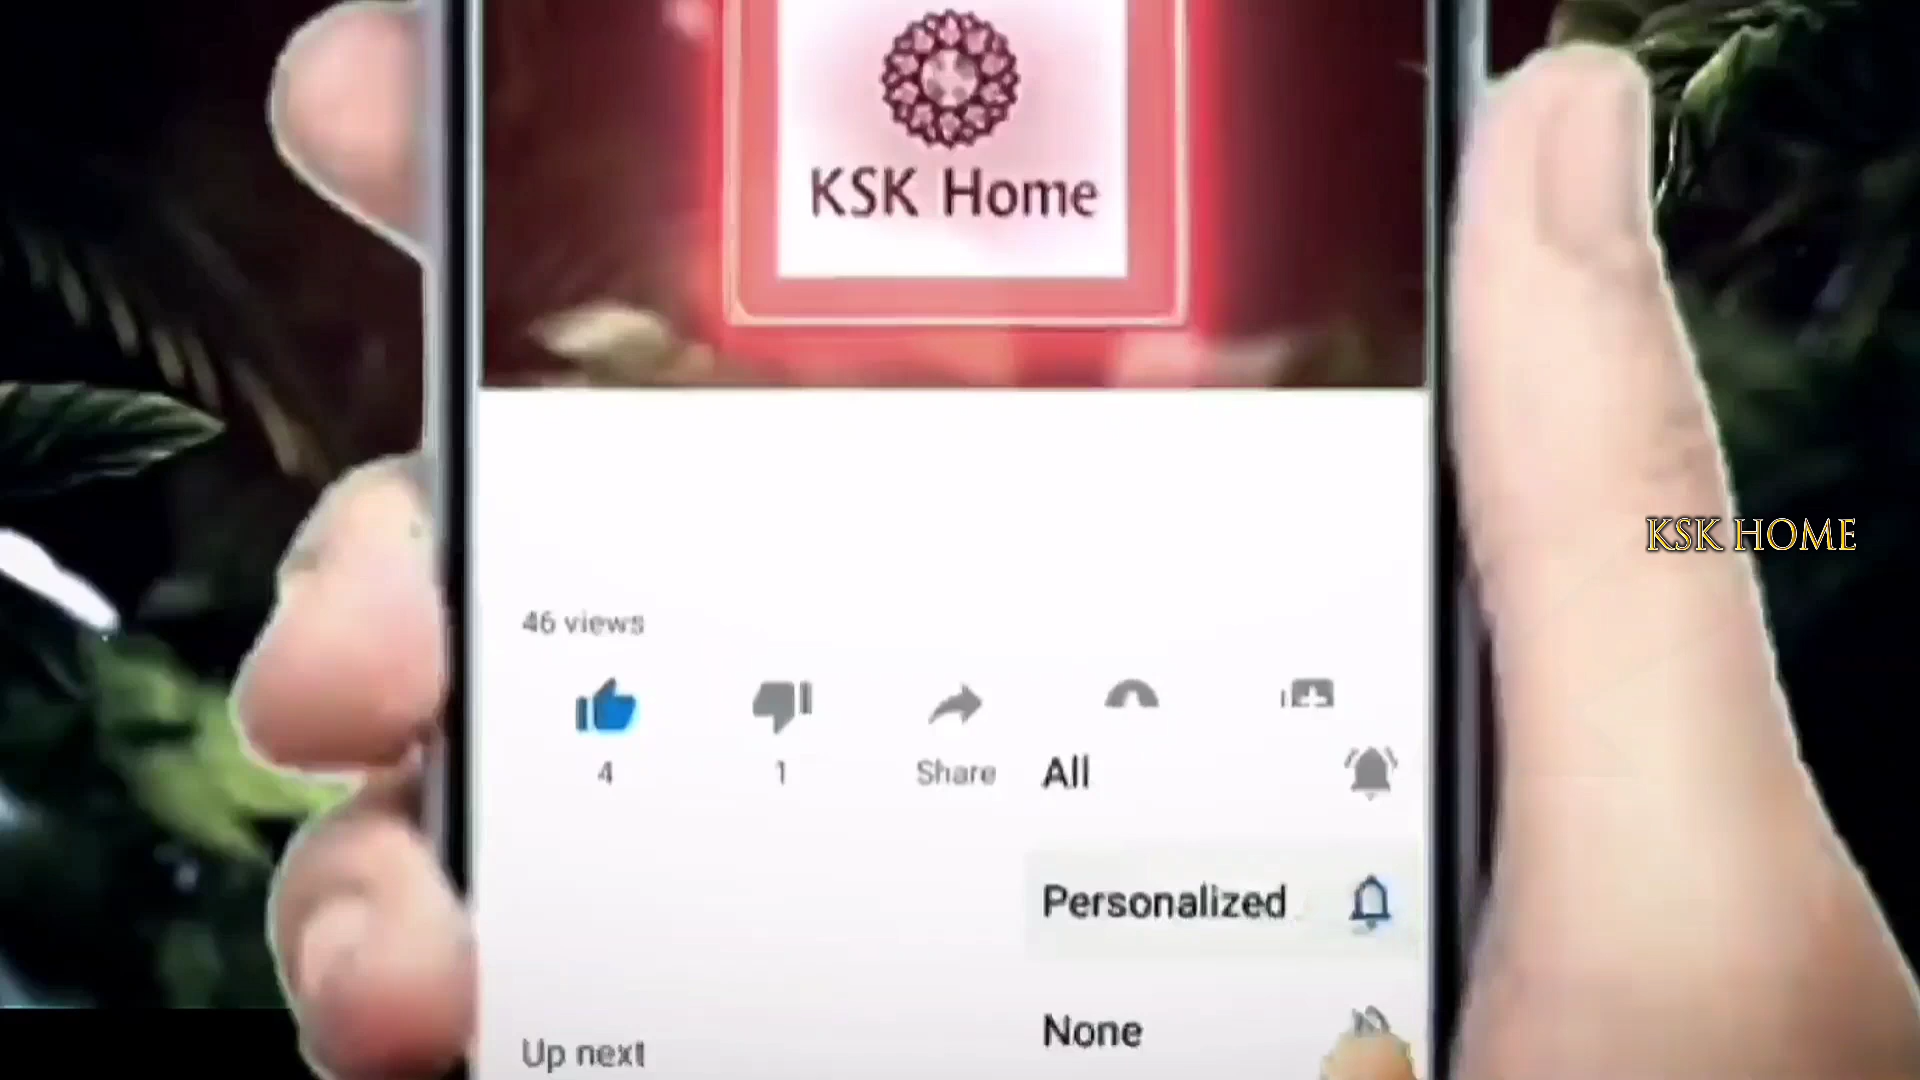 KSK Home
KSK HOME
46 views
4
1
Share
All
Personalized
None
Up next